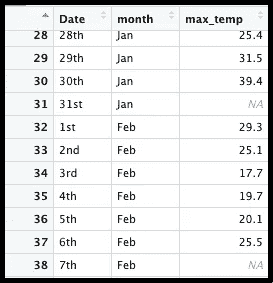 Date month max_temp
28 28th Jan 25.4
29 29th Jan 31.5
30 30th Jan 39.4
31 31st Jan NA
32 1st Feb 29.3
33 2nd Feb 25.1
34 3rd Feb 17.7
35 4th Feb 19.7
36 5th Feb 20.1
37 6th Feb 25.5
38 7th Feb NA